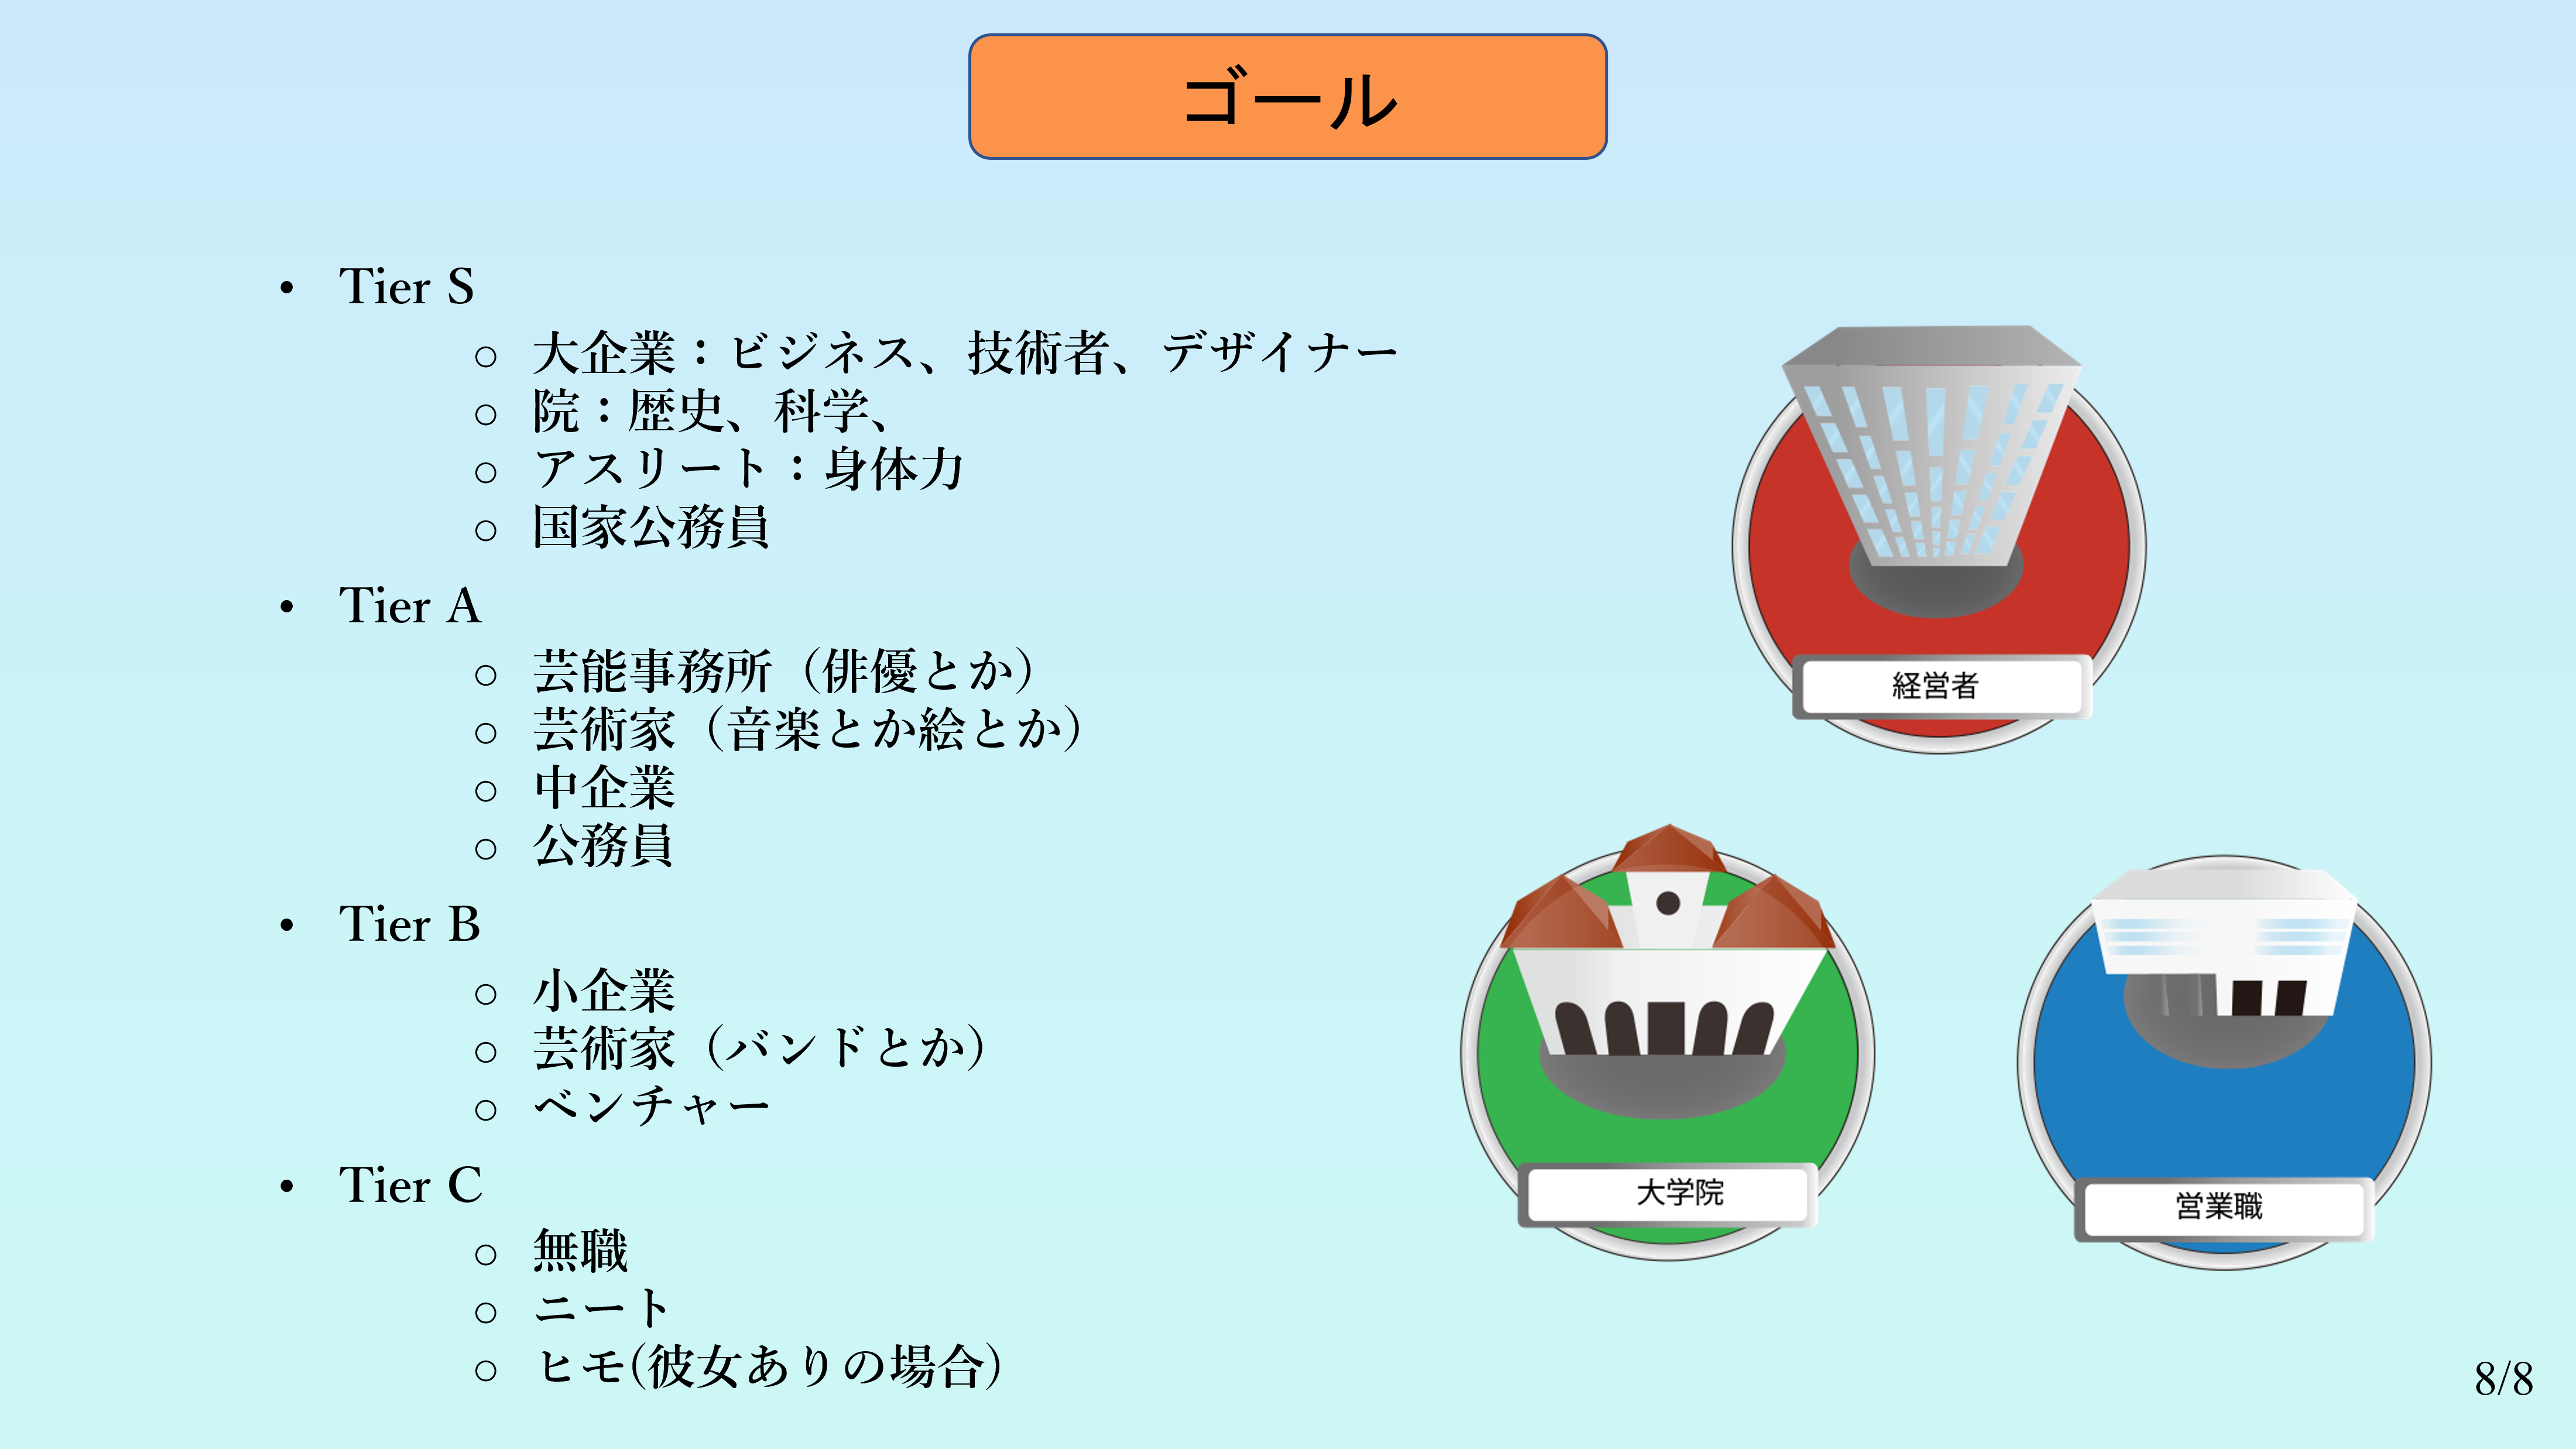 ゴール
• Tier S
○ 大企業：ビジネス、技術者、デザイナー
○ 院：歴史、科学、
○ アスリート：身体力
○ 国家公務員
• Tier A
○ 芸能事務所（俳優とか）
○ 芸術家（音楽とか絵とか）
○ 中企業
○ 公務員
• Tier B
○ 小企業
○ 芸術家（バンドとか）
○ ベンチャー
• Tier C
○ 無職
○ ニート
○ ヒモ(彼女ありの場合）
経営者
大学院
営業職
8/8